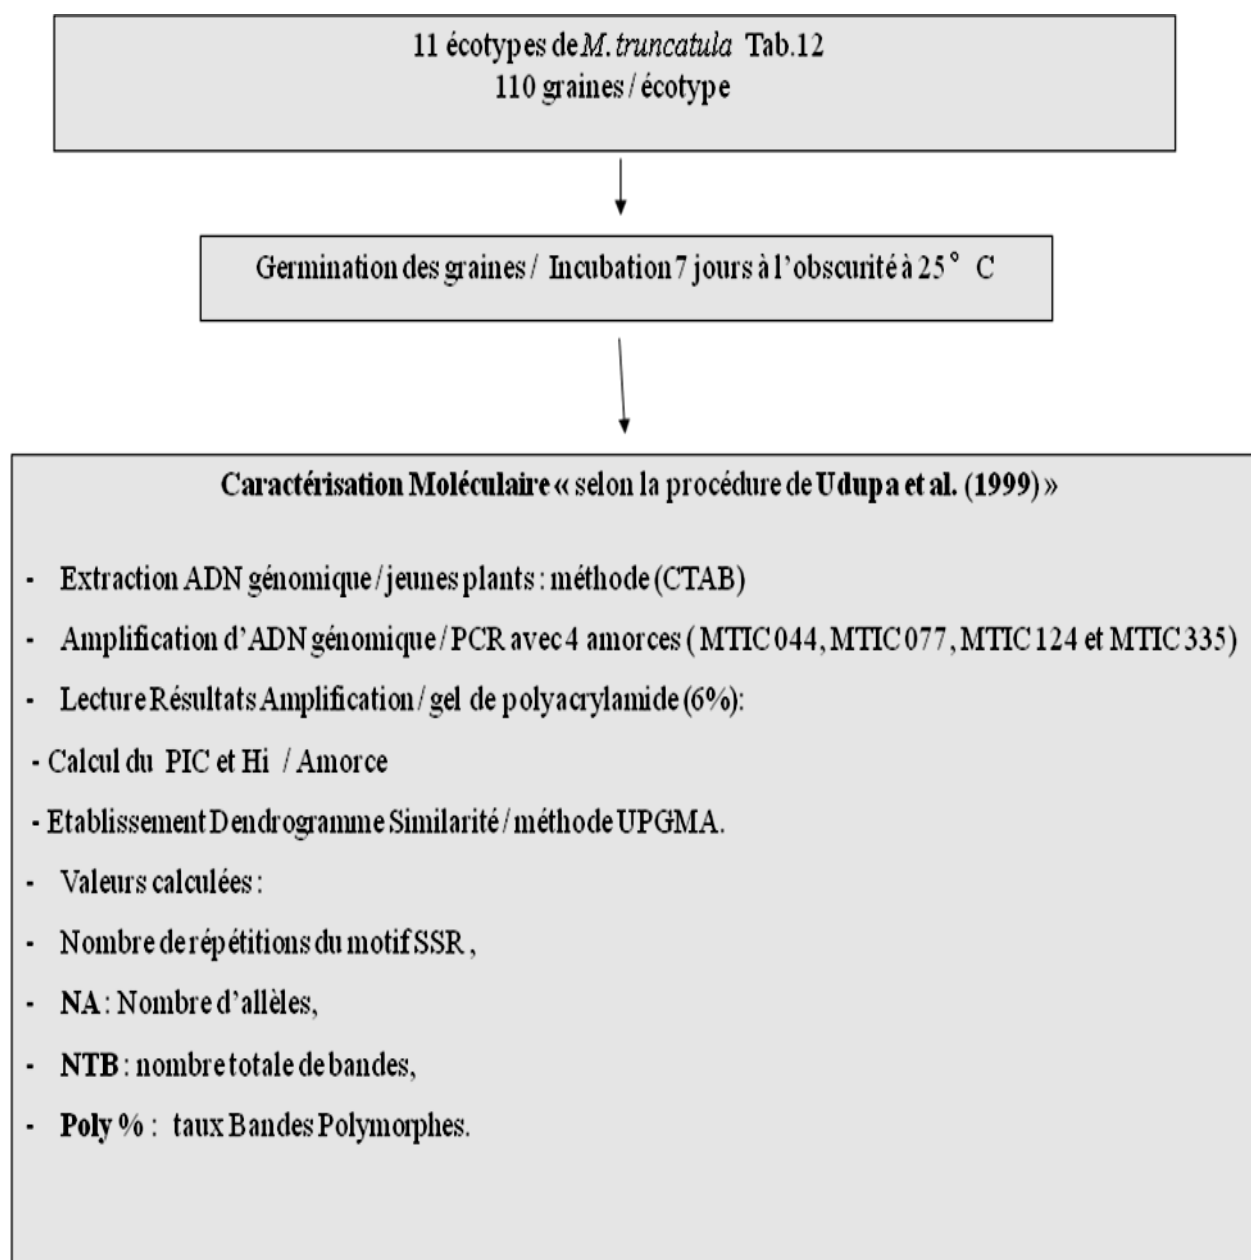 11 écotypes de M. truncatula Tab.12
110 graines / écotype
Germination des graines / Incubation 7 jours à l'obscurité à 25° C
Caractérisation Moléculaire « selon la procédure de Udupa et al. (1999) »
- Extraction ADN génomique / jeunes plants : méthode (CTAB)
- Amplification d'ADN génomique / PCR avec 4 amorces ( MTIC 044, MTIC 077, MTIC 124 et MTIC 335)
- Lecture Résultats Amplification / gel de polyacrylamide (6%):
- Calcul du PIC et Hi / Amorce
- Etablissement Dendrogramme Similarité / méthode UPGMA.
- Valeurs calculées :
- Nombre de répétitions du motif SSR ,
- NA : Nombre d'allèles,
- NTB : nombre totale de bandes,
- Poly % : taux Bandes Polymorphes.